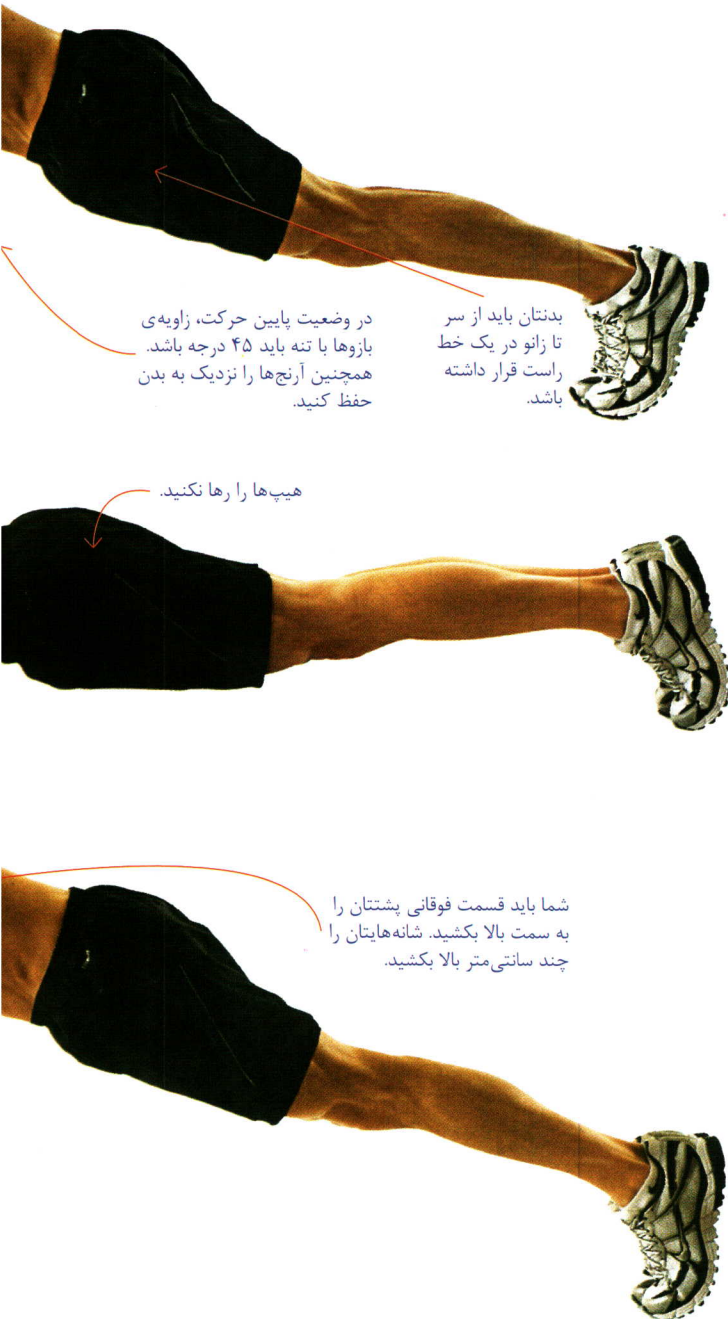 بدنتان باید از سر
تا زانو در یک خط
راست قرار داشته
باشد.
در وضعیت پایین حرکت، زاویه‌ی
بازوها با تنه باید ۴۵ درجه باشد.
همچنین آرنج‌ها را نزدیک به بدن
حفظ کنید.
هیپ‌ها را رها نکنید.
شما باید قسمت فوقانی پشتتان را
به سمت بالا بکشید. شانه‌هایتان را
چند سانتی‌متر بالا بکشید.